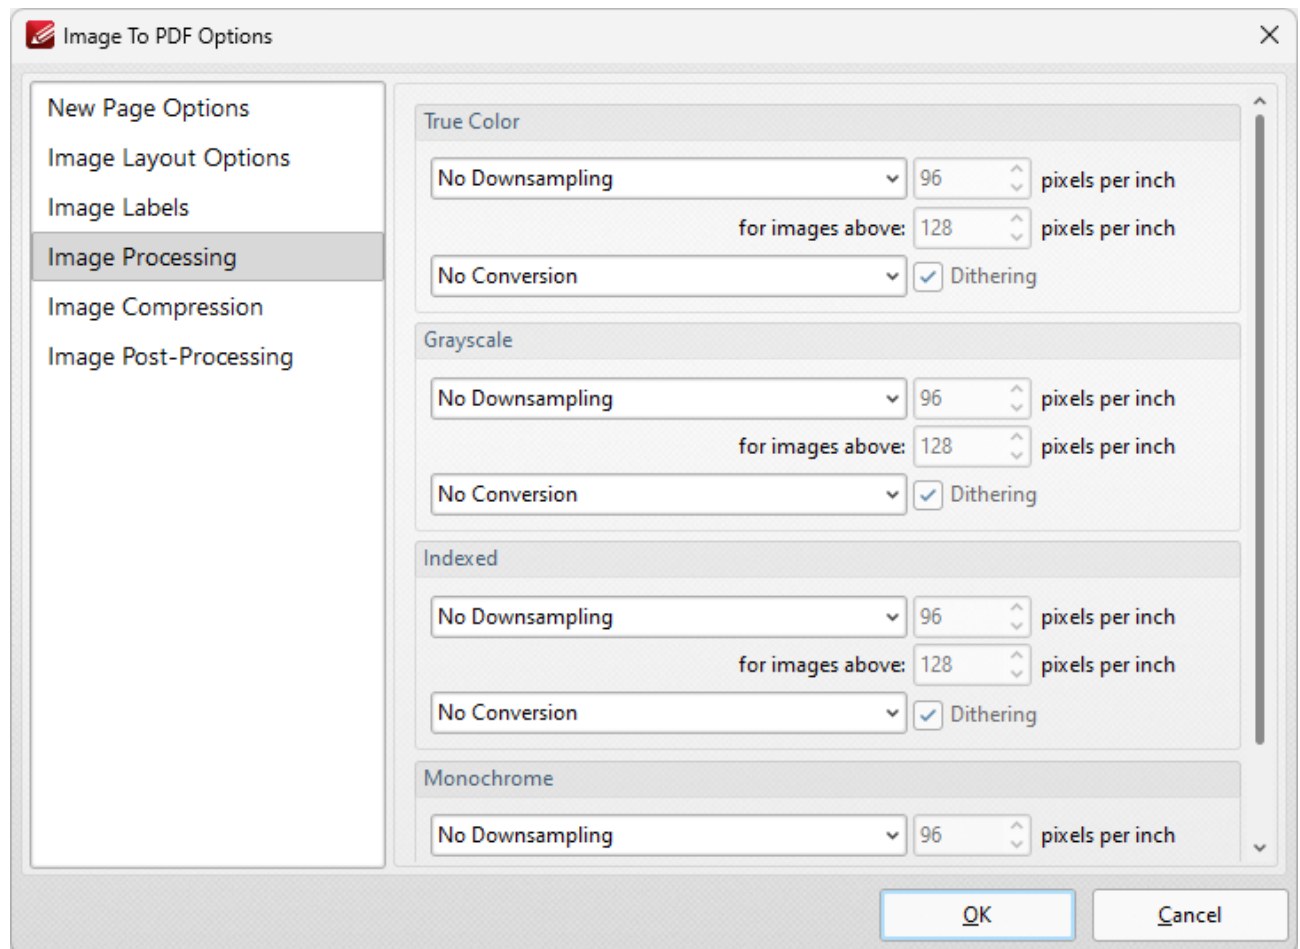 Image To PDF Options
New Page Options
Image Layout Options
Image Labels
Image Processing
Image Compression
Image Post-Processing
True Color
No Downsampling 96 pixels per inch
for images above: 128 pixels per inch
No Conversion Dithering
Grayscale
No Downsampling 96 pixels per inch
for images above: 128 pixels per inch
No Conversion Dithering
Indexed
No Downsampling 96 pixels per inch
for images above: 128 pixels per inch
No Conversion Dithering
Monochrome
No Downsampling 96 pixels per inch
OK Cancel